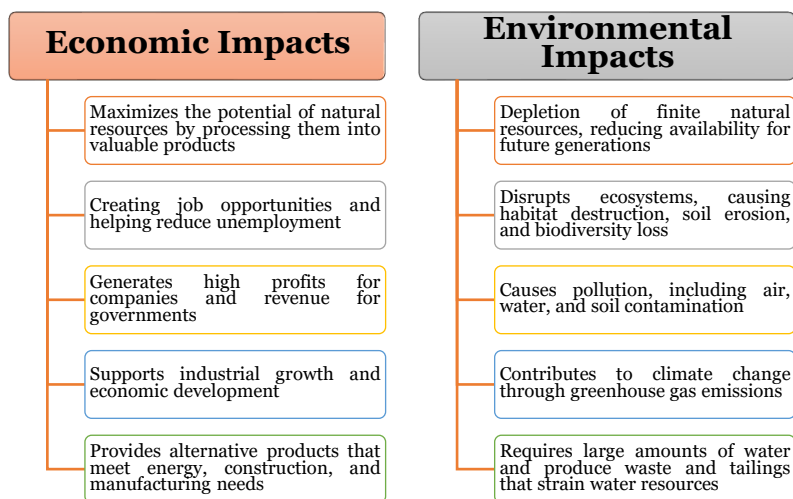 Economic Impacts
Maximizes the potential of natural
resources by processing them into
valuable products
Creating job opportunities and
helping reduce unemployment
Generates high profits for
companies and revenue for
governments
Supports industrial growth and
economic development
Provides alternative products that
meet energy, construction, and
manufacturing needs
Environmental
Impacts
Depletion of finite natural
resources, reducing availability for
future generations
Disrupts ecosystems, causing
habitat destruction, soil erosion,
and biodiversity loss
Causes pollution, including air,
water, and soil contamination
Contributes to climate change
through greenhouse gas emissions
Requires large amounts of water
and produce waste and tailings
that strain water resources